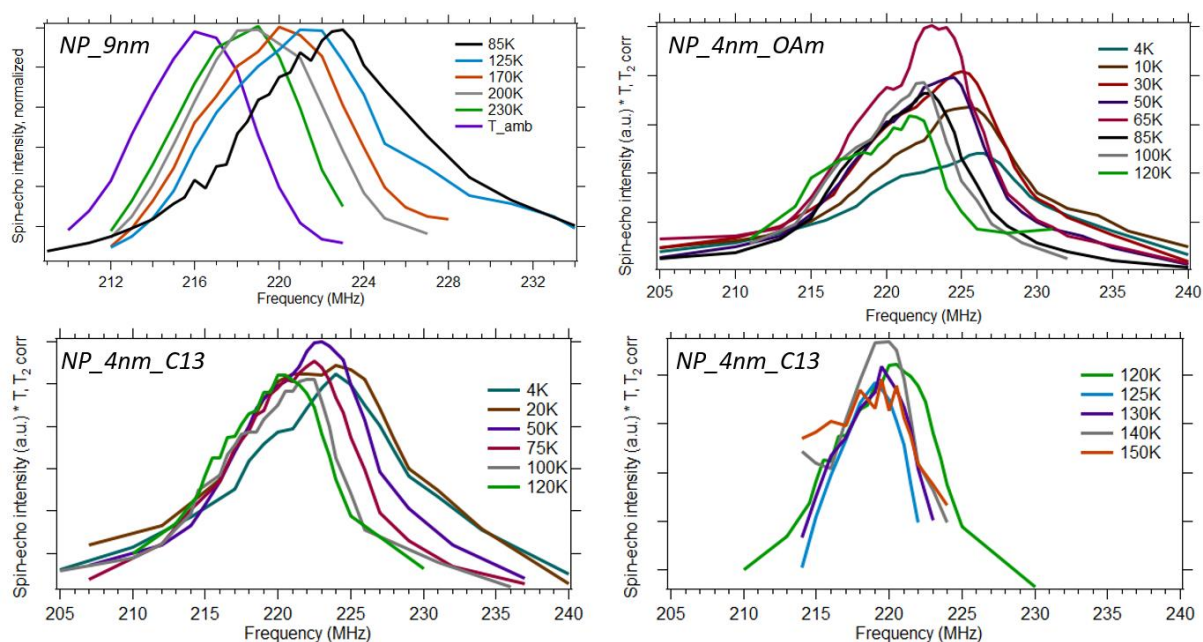 NP_9nm
Spin-echo intensity, normalized
85K
125K
170K
200K
230K
T_amb
212
216
220
224
228
232
Frequency (MHz)
NP_4nm_OAm
Spin-echo intensity (a.u.) * T, T2 corr
4K
10K
30K
50K
65K
85K
100K
120K
205
210
215
220
225
230
235
240
Frequency (MHz)
NP_4nm_C13
Spin-echo intensity (a.u.) * T, T2 corr
4K
20K
50K
75K
100K
120K
205
210
215
220
225
230
235
240
Frequency (MHz)
NP_4nm_C13
Spin-echo intensity (a.u.) * T, T2 corr
120K
125K
130K
140K
150K
205
210
215
220
225
230
235
240
Frequency (MHz)